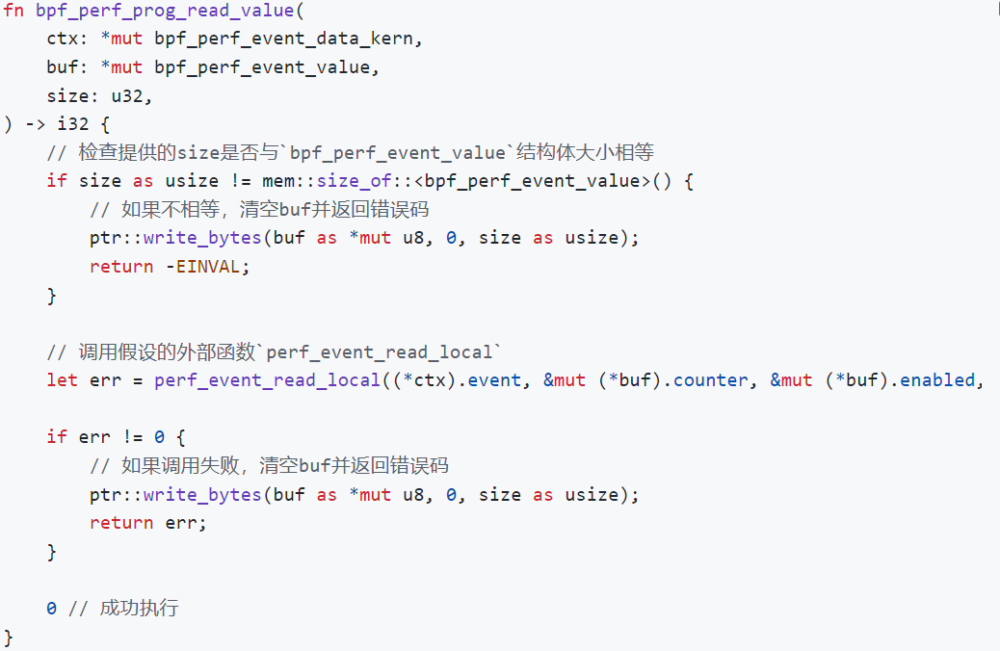 fn bpf_perf_prog_read_value(
    ctx: *mut bpf_perf_event_data_kern,
    buf: *mut bpf_perf_event_value,
    size: u32,
) -> i32 {
    // 检查提供的size是否与`bpf_perf_event_value`结构体大小相等
    if size as usize != mem::size_of::<bpf_perf_event_value>() {
        // 如果不相等，清空buf并返回错误码
        ptr::write_bytes(buf as *mut u8, 0, size as usize);
        return -EINVAL;
    }

    // 调用假设的外部函数`perf_event_read_local`
    let err = perf_event_read_local((*ctx).event, &mut (*buf).counter, &mut (*buf).enabled,

    if err != 0 {
        // 如果调用失败，清空buf并返回错误码
        ptr::write_bytes(buf as *mut u8, 0, size as usize);
        return err;
    }

    0 // 成功执行
}